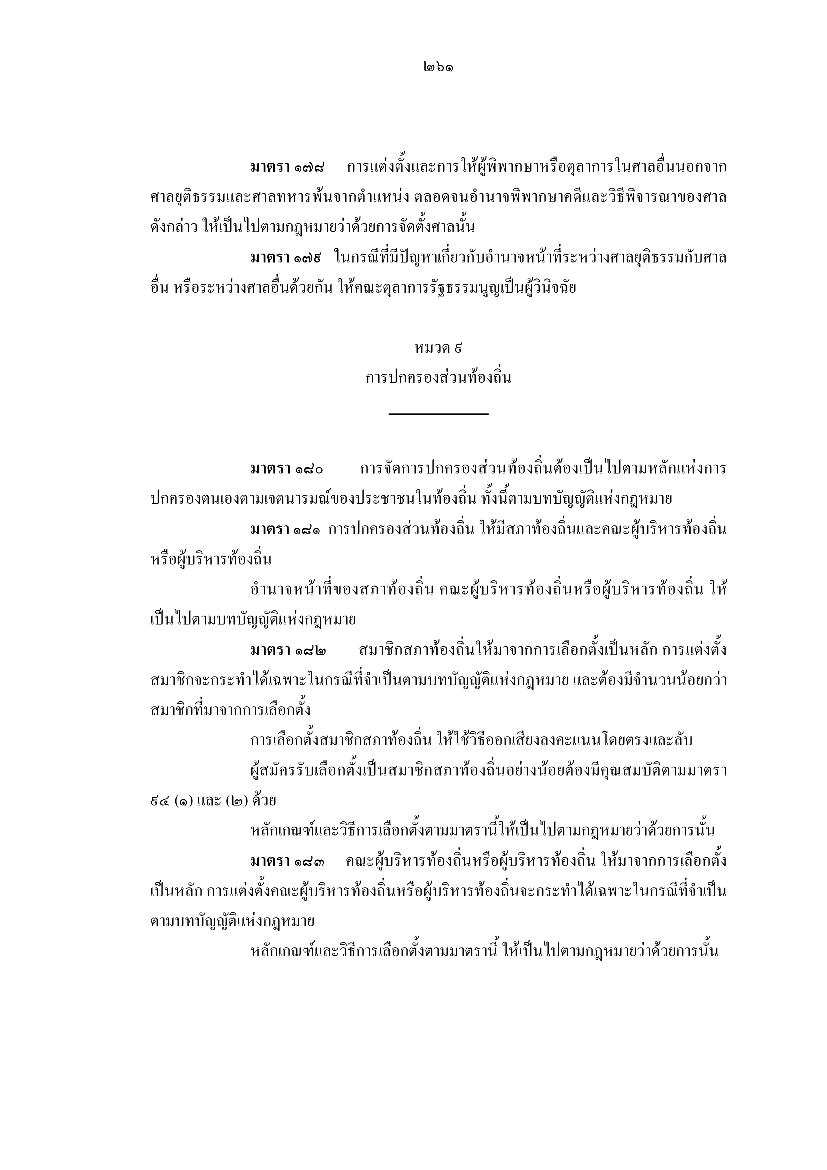 ๒๖๑
มาตรา ๑๗๘ การแต่งตั้งและการให้ผู้พิพากษาหรือตุลาการในศาลอื่นนอกจาก
ศาลยุติธรรมและศาลทหารพ้นจากตำแหน่ง ตลอดจนอำนาจพิพากษาคดีและวิธีพิจารณาของศาล
ดังกล่าว ให้เป็นไปตามกฎหมายว่าด้วยการจัดตั้งศาลนั้น
มาตรา ๑๗๙ ในกรณีที่มีปัญหาเกี่ยวกับอำนาจหน้าที่ระหว่างศาลยุติธรรมกับศาล
อื่น หรือระหว่างศาลอื่นด้วยกัน ให้คณะตุลาการรัฐธรรมนูญเป็นผู้วินิจฉัย
หมวด ๙
การปกครองส่วนท้องถิ่น
มาตรา ๑๘๐ การจัดการปกครองส่วนท้องถิ่นต้องเป็นไปตามหลักแห่งการ
ปกครองตนเองตามเจตนารมณ์ของประชาชนในท้องถิ่น ทั้งนี้ตามบทบัญญัติแห่งกฎหมาย
มาตรา ๑๘๑ การปกครองส่วนท้องถิ่น ให้มีสภาท้องถิ่นและคณะผู้บริหารท้องถิ่น
หรือผู้บริหารท้องถิ่น
อำนาจหน้าที่ของสภาท้องถิ่น คณะผู้บริหารท้องถิ่นหรือผู้บริหารท้องถิ่น ให้
เป็นไปตามบทบัญญัติแห่งกฎหมาย
มาตรา ๑๘๒ สมาชิกสภาท้องถิ่นให้มาจากการเลือกตั้งเป็นหลัก การแต่งตั้ง
สมาชิกจะกระทำได้เฉพาะในกรณีที่จำเป็นตามบทบัญญัติแห่งกฎหมาย และต้องมีจำนวนน้อยกว่า
สมาชิกที่มาจากการเลือกตั้ง
การเลือกตั้งสมาชิกสภาท้องถิ่น ให้ใช้วิธีออกเสียงลงคะแนนโดยตรงและลับ
ผู้สมัครรับเลือกตั้งเป็นสมาชิกสภาท้องถิ่นอย่างน้อยต้องมีคุณสมบัติตามมาตรา
๙๔ (๑) และ (๒) ด้วย
หลักเกณฑ์และวิธีการเลือกตั้งตามมาตรานี้ให้เป็นไปตามกฎหมายว่าด้วยการนั้น
มาตรา ๑๘๓ คณะผู้บริหารท้องถิ่นหรือผู้บริหารท้องถิ่น ให้มาจากการเลือกตั้ง
เป็นหลัก การแต่งตั้งคณะผู้บริหารท้องถิ่นหรือผู้บริหารท้องถิ่นจะกระทำได้เฉพาะในกรณีที่จำเป็น
ตามบทบัญญัติแห่งกฎหมาย
หลักเกณฑ์และวิธีการเลือกตั้งตามมาตรานี้ ให้เป็นไปตามกฎหมายว่าด้วยการนั้น